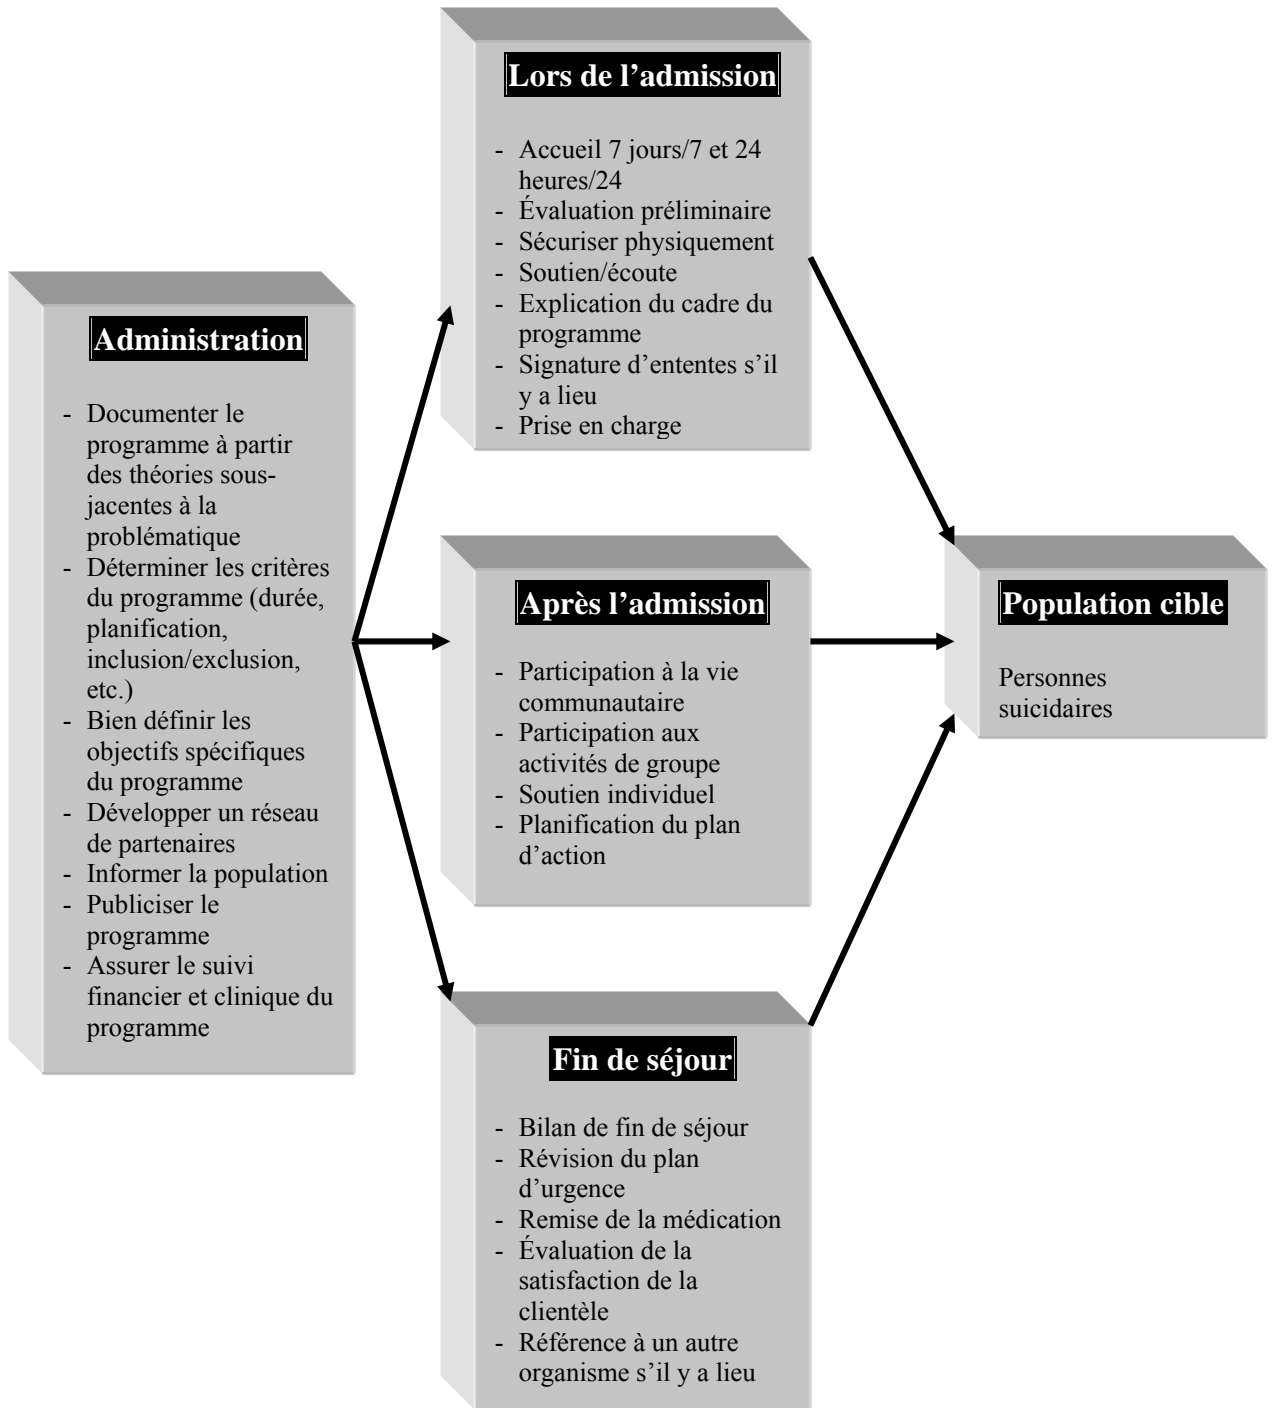 Lors de l’admission
- Accueil 7 jours/7 et 24
heures/24
- Évaluation préliminaire
- Sécuriser physiquement
- Soutien/écoute
- Explication du cadre du
programme
- Signature d’ententes s’il
y a lieu
- Prise en charge
Administration
- Documenter le
programme à partir
des théories sous-
jacentes à la
problématique
- Déterminer les critères
du programme (durée,
planification,
inclusion/exclusion,
etc.)
- Bien définir les
objectifs spécifiques
du programme
- Développer un réseau
de partenaires
- Informer la population
- Publiciser le
programme
- Assurer le suivi
financier et clinique du
programme
Après l’admission
- Participation à la vie
communautaire
- Participation aux
activités de groupe
- Soutien individuel
- Planification du plan
d’action
Population cible
Personnes
suicidaires
Fin de séjour
- Bilan de fin de séjour
- Révision du plan
d’urgence
- Remise de la médication
- Évaluation de la
satisfaction de la
clientèle
- Référence à un autre
organisme s’il y a lieu